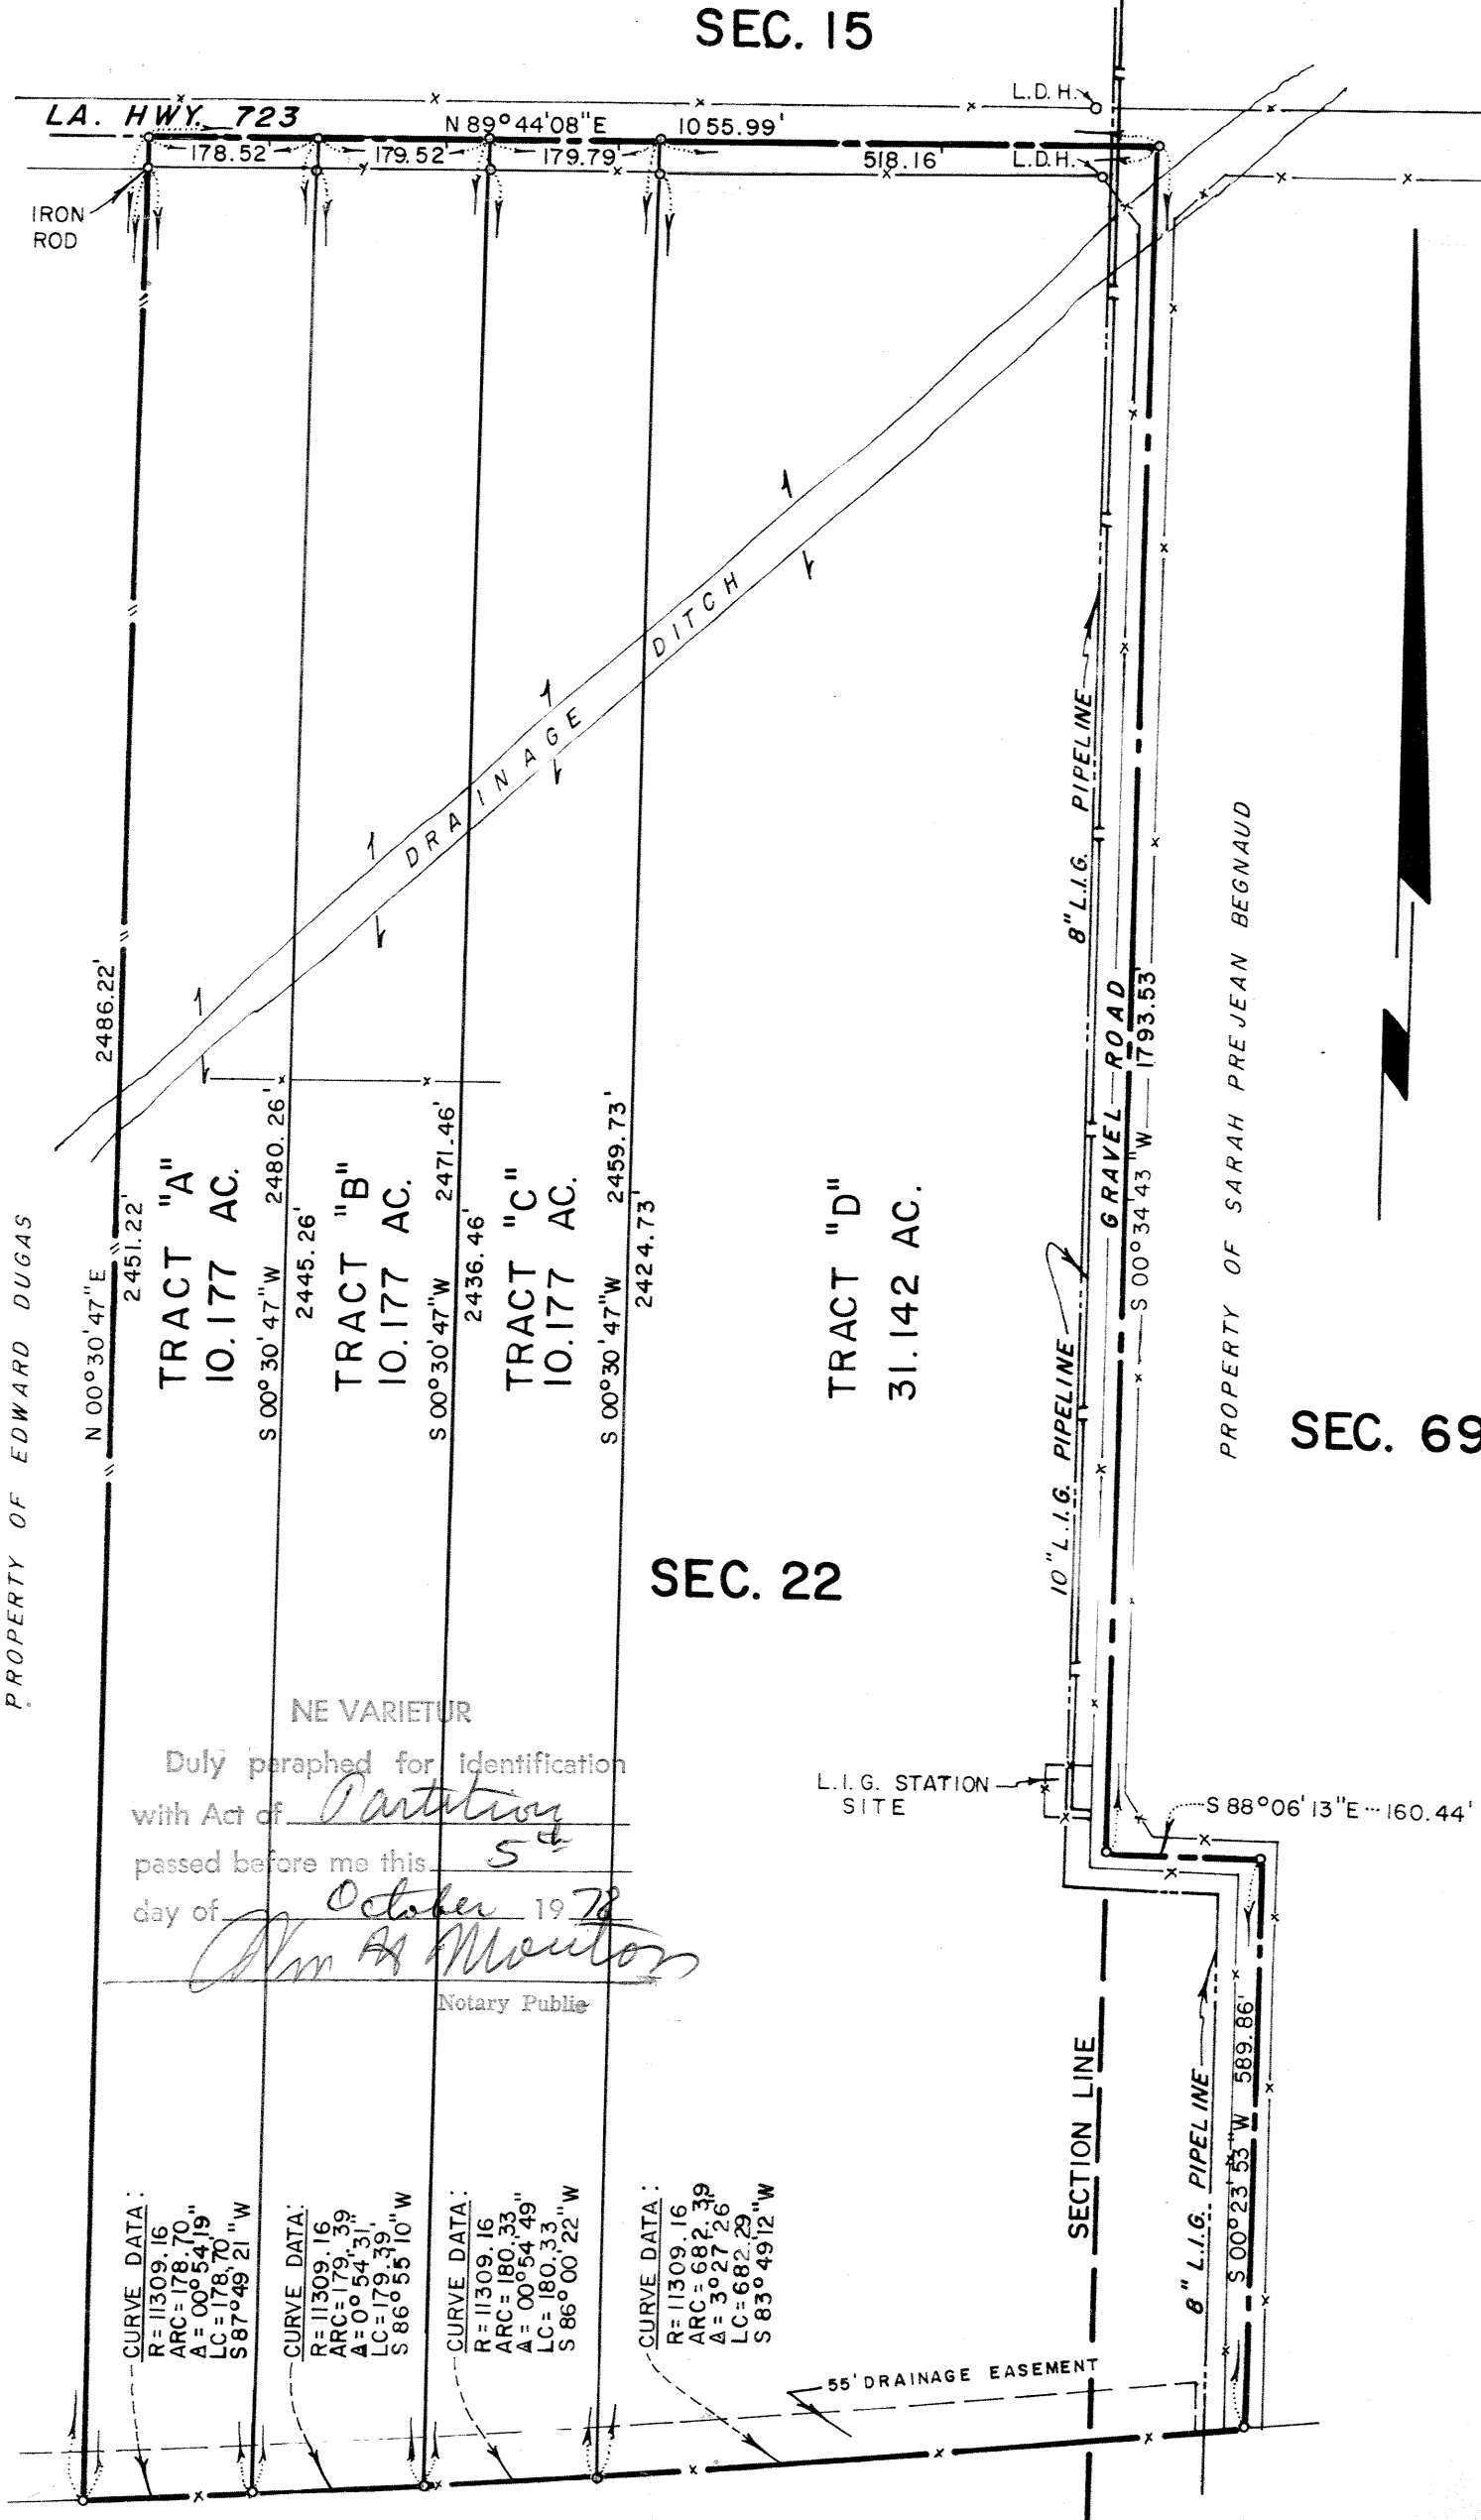 SEC. 15
L.D.H.
LA. HWY. 723
N 89°44'08"E 1055.99'
178.52'
179.52'
179.79'
518.16'
L.D.H.
IRON
ROD
DRAINAGE DITCH
8" L.I.G. PIPELINE
GRAVEL ROAD
S 00°34'43"W 1793.53'
PROPERTY OF SARAH PREJEAN BEGNAUD
PROPERTY OF EDWARD DUGAS
N 00°30'47"E 2486.22'
2451.22'
TRACT "A"
10.177 AC.
S 00°30'47"W 2480.26'
2445.26'
TRACT "B"
10.177 AC.
S 00°30'47"W 2471.46'
2436.46'
TRACT "C"
10.177 AC.
S 00°30'47"W 2459.73'
2424.73'
TRACT "D"
31.142 AC.
10" L.I.G. PIPELINE
SEC. 69
SEC. 22
NE VARIETUR
Duly paraphed for identification
with Act of Partition
passed before me this 5th
day of October 1978
Wm H Mouton
Notary Public
L.I.G. STATION
SITE
S 88°06'13"E---160.44'
SECTION LINE
8" L.I.G. PIPELINE
S 00°23'53"W 589.86'
CURVE DATA:
R=11309.16
ARC=178.70
Δ=00°54'19"
LC=178.70'
S 87°49'21"W
CURVE DATA:
R=11309.16
ARC=179.39
Δ=0°54'31"
LC=179.39'
S 86°55'10"W
CURVE DATA:
R=11309.16
ARC=180.33
Δ=00°54'49"
LC=180.33
S 86°00'22"W
CURVE DATA:
R=11309.16
ARC=682.39
Δ=3°27'26"
LC=682.29
S 83°49'12"W
55' DRAINAGE EASEMENT